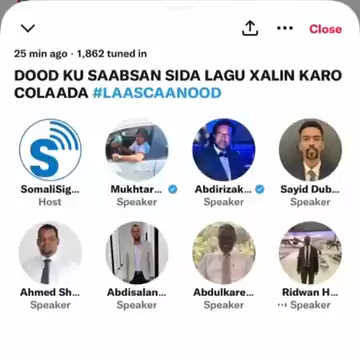 Close
25 min ago · 1,862 tuned in
DOOD KU SAABSAN SIDA LAGU XALIN KARO
COLAADA #LAASCAANOOD
S
SomaliSig... Mukhtar... Abdirizak... Sayid Dub...
Host Speaker Speaker Speaker
Ahmed Sh... Abdisalan... Abdulkare... Ridwan H...
Speaker Speaker Speaker Speaker